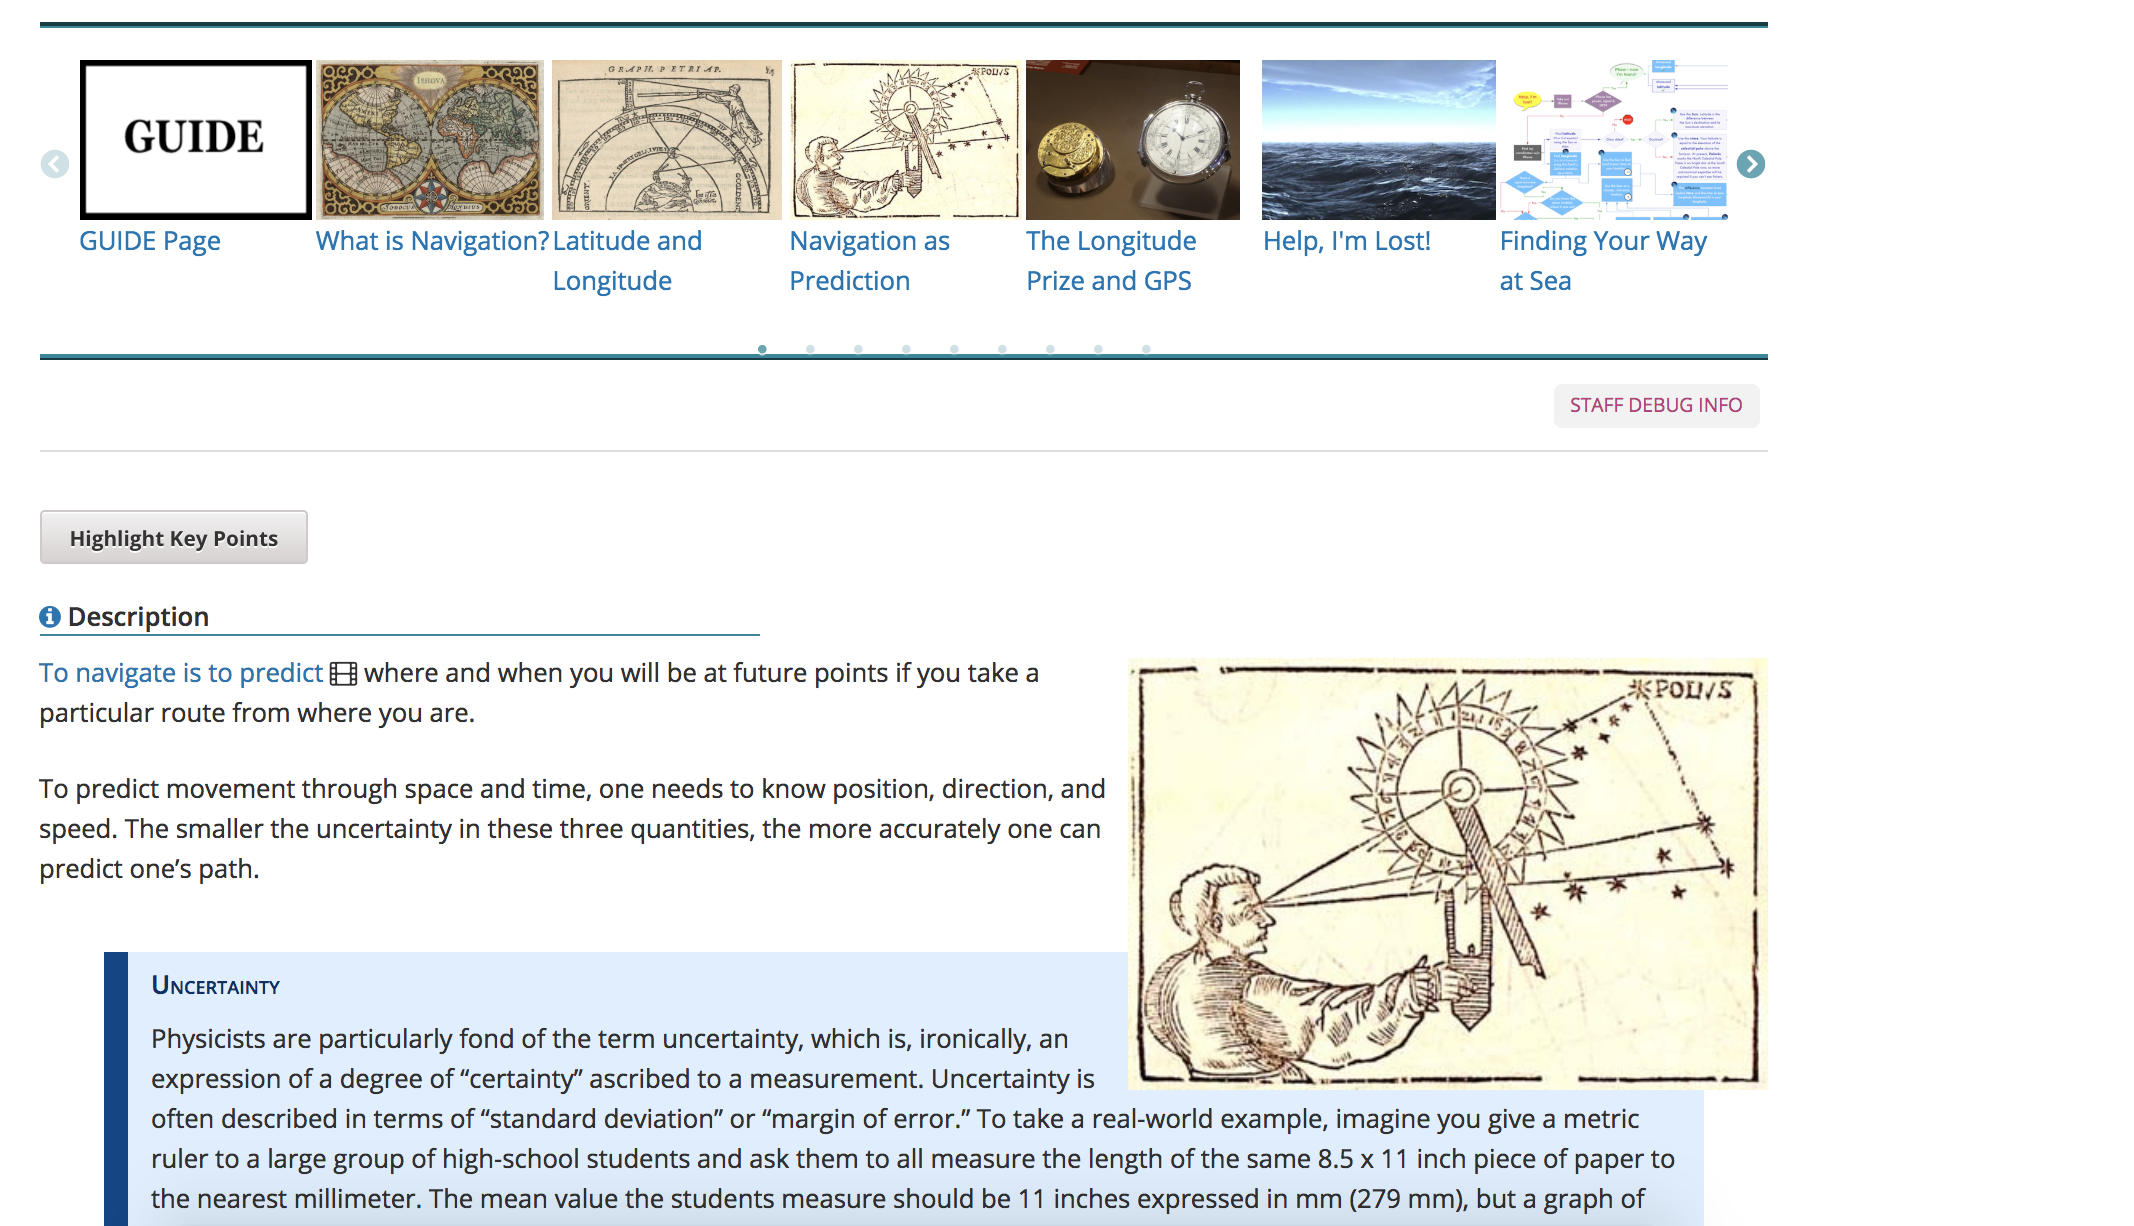 GUIDE
IEHOVA
GRAPH. PETRI AP.
POLVS
GUIDE Page
What is Navigation?
Latitude and
Longitude
Navigation as
Prediction
The Longitude
Prize and GPS
Help, I'm Lost!
Finding Your Way
at Sea
STAFF DEBUG INFO
Highlight Key Points
Description
To navigate is to predict where and when you will be at future points if you take a
particular route from where you are.
POLVS
To predict movement through space and time, one needs to know position, direction, and
speed. The smaller the uncertainty in these three quantities, the more accurately one can
predict one’s path.
UNCERTAINTY
Physicists are particularly fond of the term uncertainty, which is, ironically, an
expression of a degree of “certainty” ascribed to a measurement. Uncertainty is
often described in terms of “standard deviation” or “margin of error.” To take a real-world example, imagine you give a metric
ruler to a large group of high-school students and ask them to all measure the length of the same 8.5 x 11 inch piece of paper to
the nearest millimeter. The mean value the students measure should be 11 inches expressed in mm (279 mm), but a graph of